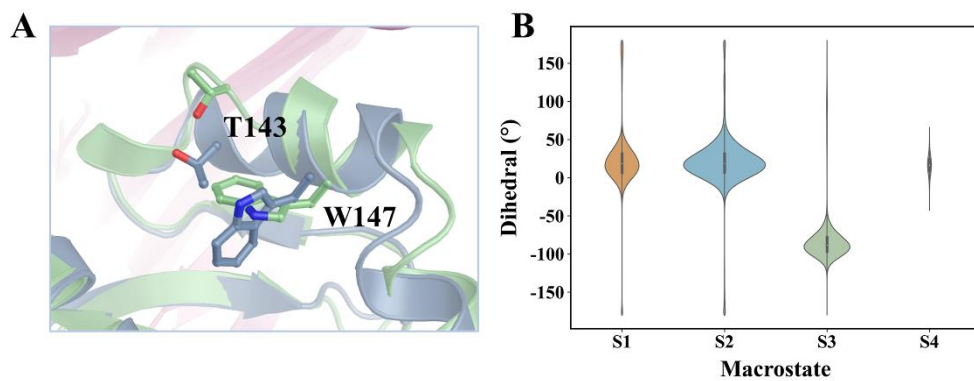 A
T143
W147
B
Dihedral (°)
150
100
50
0
-50
-100
-150
S1
S2
S3
S4
Macrostate